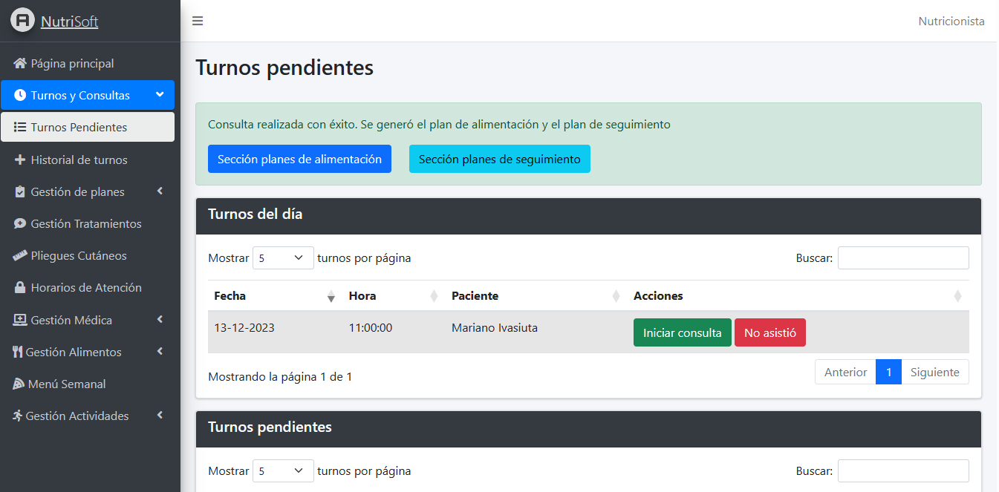 NutriSoft
Nutricionista
Página principal
Turnos y Consultas
Turnos Pendientes
Historial de turnos
Gestión de planes
Gestión Tratamientos
Pliegues Cutáneos
Horarios de Atención
Gestión Médica
Gestión Alimentos
Menú Semanal
Gestión Actividades
Turnos pendientes
Consulta realizada con éxito. Se generó el plan de alimentación y el plan de seguimiento
Sección planes de alimentación Sección planes de seguimiento
Turnos del día
Mostrar 5 turnos por página Buscar:
Fecha Hora Paciente Acciones
13-12-2023 11:00:00 Mariano Ivasiuta Iniciar consulta No asistió
Mostrando la página 1 de 1 Anterior 1 Siguiente
Turnos pendientes
Mostrar 5 turnos por página Buscar: